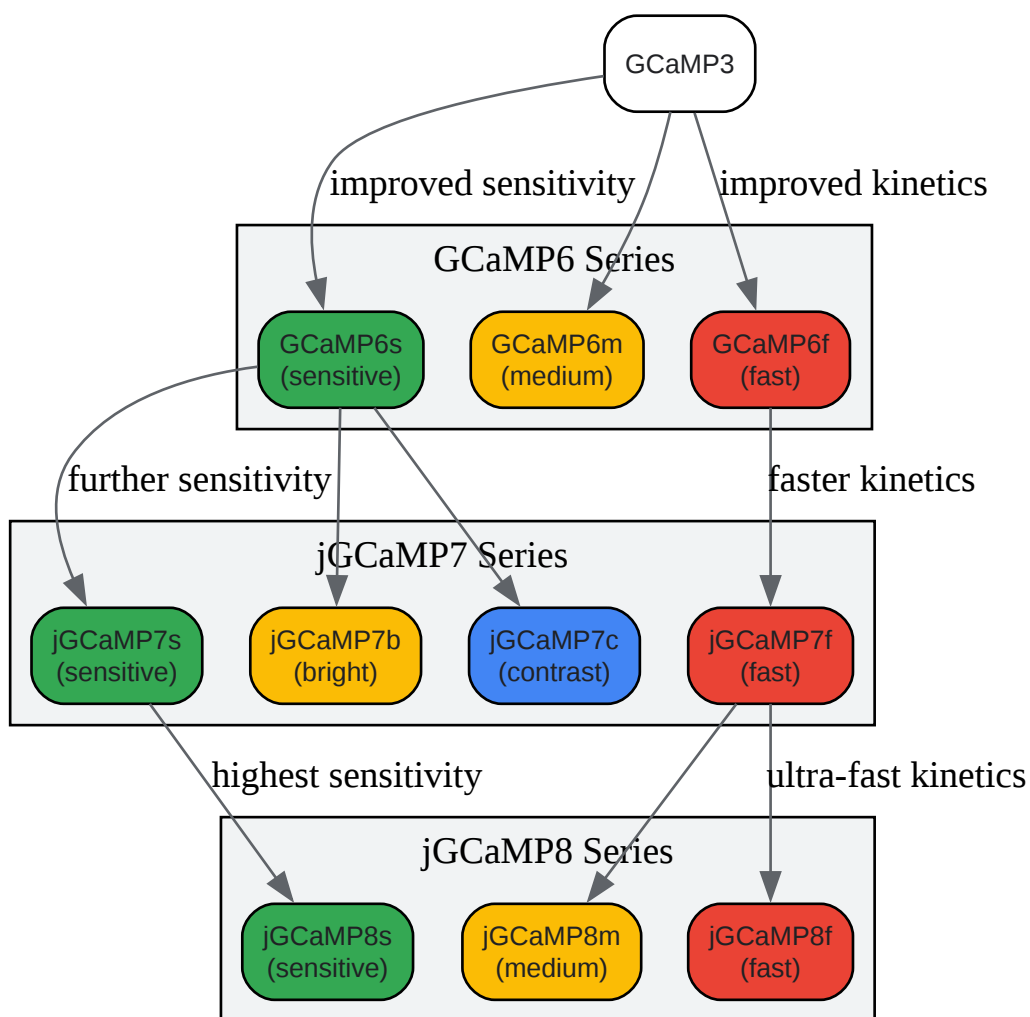 GCaMP3
improved sensitivity
improved kinetics
GCaMP6 Series
GCaMP6s
(sensitive)
GCaMP6m
(medium)
GCaMP6f
(fast)
further sensitivity
faster kinetics
jGCaMP7 Series
jGCaMP7s
(sensitive)
jGCaMP7b
(bright)
jGCaMP7c
(contrast)
jGCaMP7f
(fast)
highest sensitivity
ultra-fast kinetics
jGCaMP8 Series
jGCaMP8s
(sensitive)
jGCaMP8m
(medium)
jGCaMP8f
(fast)